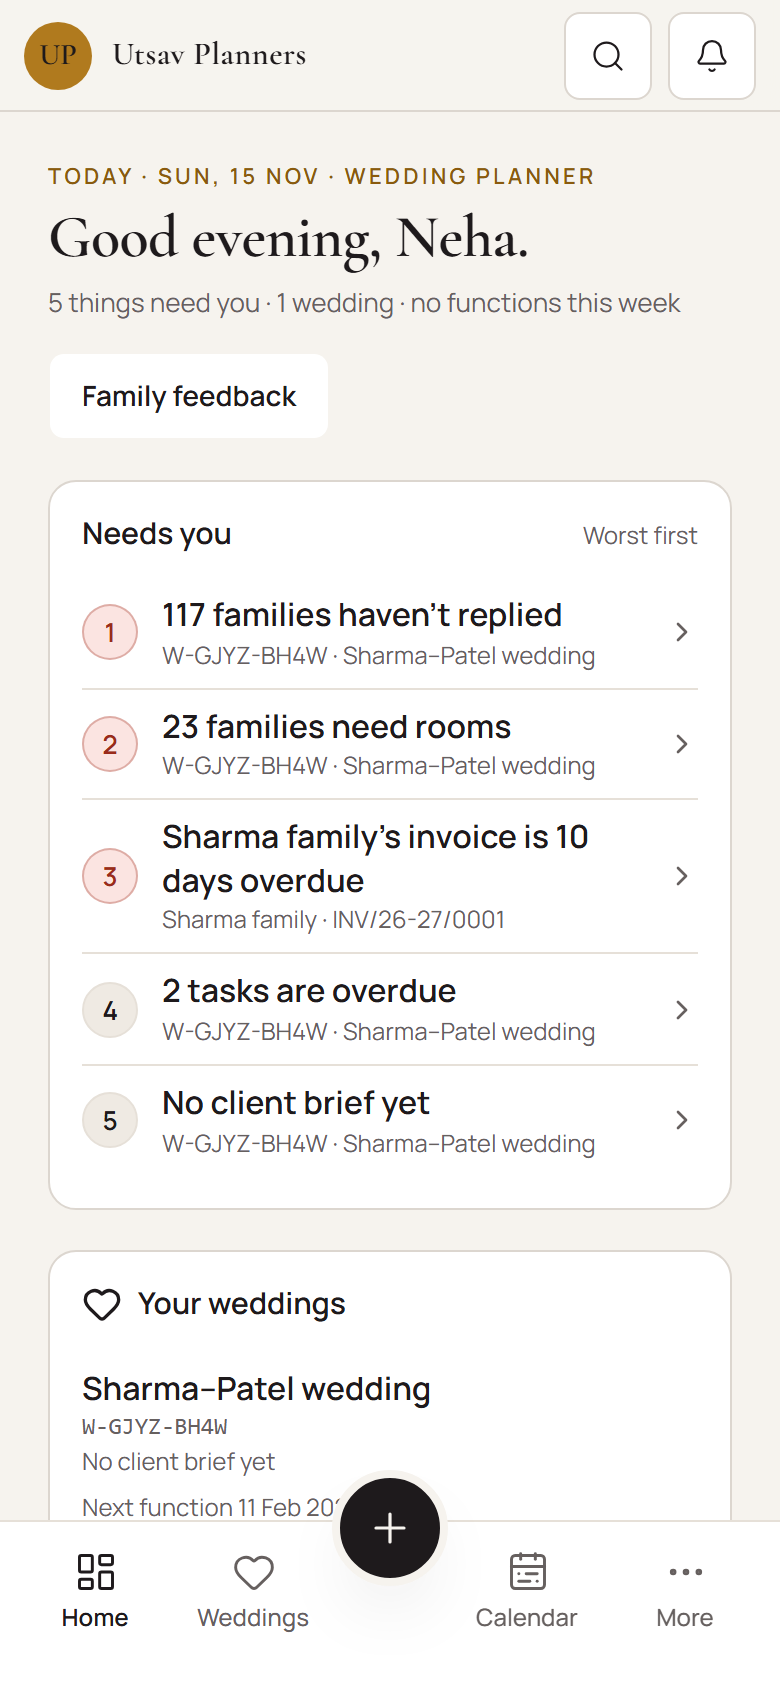 UP Utsav Planners
TODAY · SUN, 15 NOV · WEDDING PLANNER
Good evening, Neha.
5 things need you · 1 wedding · no functions this week
Family feedback
Needs you
Worst first
1
117 families haven’t replied
W-GJYZ-BH4W · Sharma–Patel wedding
2
23 families need rooms
W-GJYZ-BH4W · Sharma–Patel wedding
3
Sharma family’s invoice is 10
days overdue
Sharma family · INV/26-27/0001
4
2 tasks are overdue
W-GJYZ-BH4W · Sharma–Patel wedding
5
No client brief yet
W-GJYZ-BH4W · Sharma–Patel wedding
Your weddings
Sharma–Patel wedding
W-GJYZ-BH4W
No client brief yet
Next function 11 Feb
Home
Weddings
Calendar
More